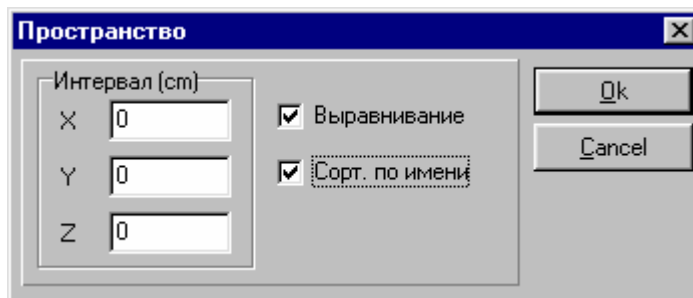 Пространство
Интервал (cm)
X 0
Y 0
Z 0
Выравнивание
Сорт. по имени
Ok
Cancel